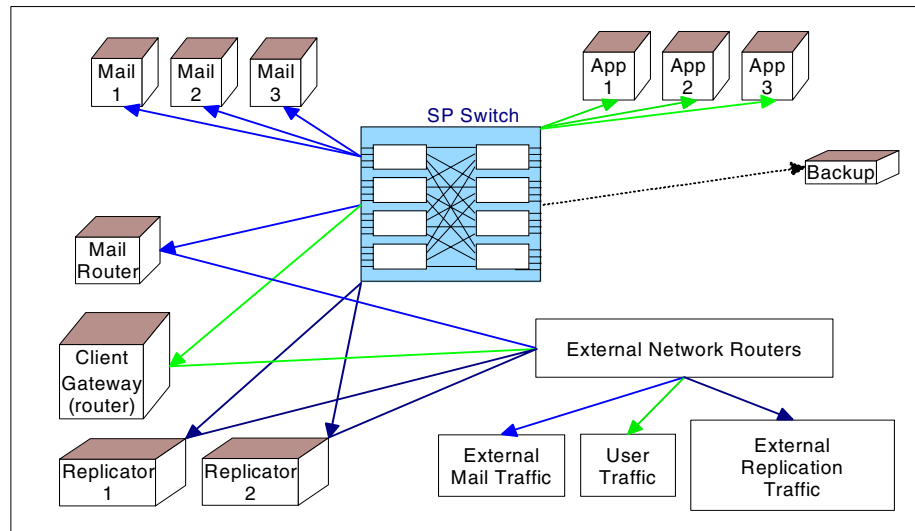 Mail
1
Mail
2
Mail
3
App
1
App
2
App
3
SP Switch
Backup
Mail
Router
Client
Gateway
(router)
External Network Routers
Replicator
1
Replicator
2
External
Mail Traffic
User
Traffic
External
Replication
Traffic